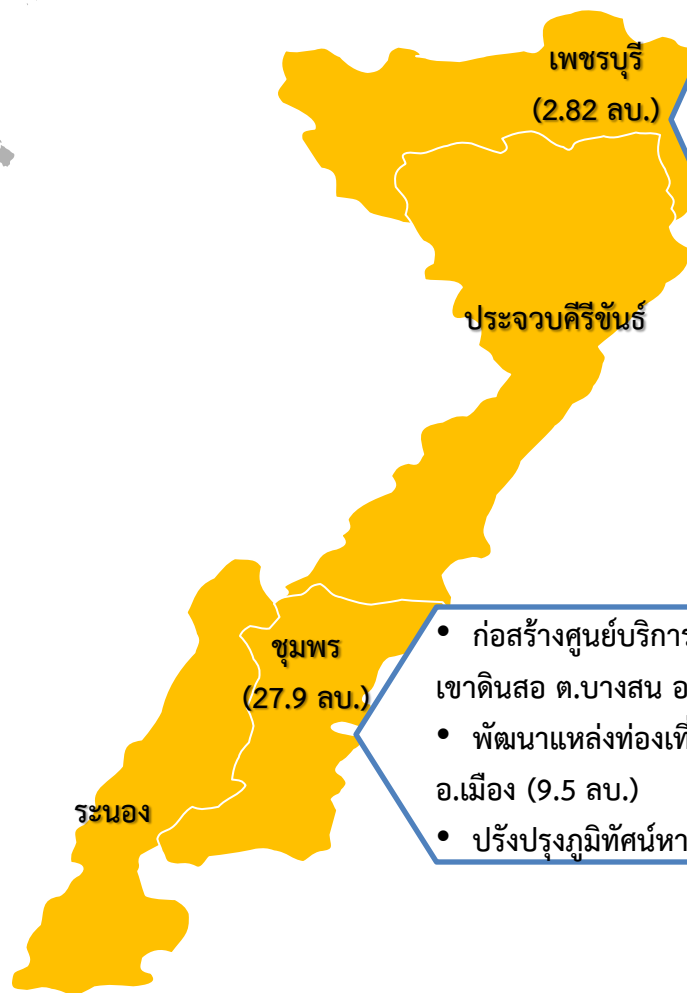 เพชรบุรี
(2.82 ลบ.)
ประจวบคีรีขันธ์
ชุมพร
(27.9 ลบ.)
ระนอง
• ก่อสร้างศูนย์บริการ
เขาดินสอ ต.บางสน อ
• พัฒนาแหล่งท่องเที่
อ.เมือง (9.5 ลบ.)
• ปรังปรุงภูมิทัศน์หา